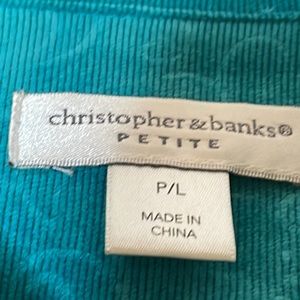 christopher&banks®
PETITE
P/L
MADE IN
CHINA